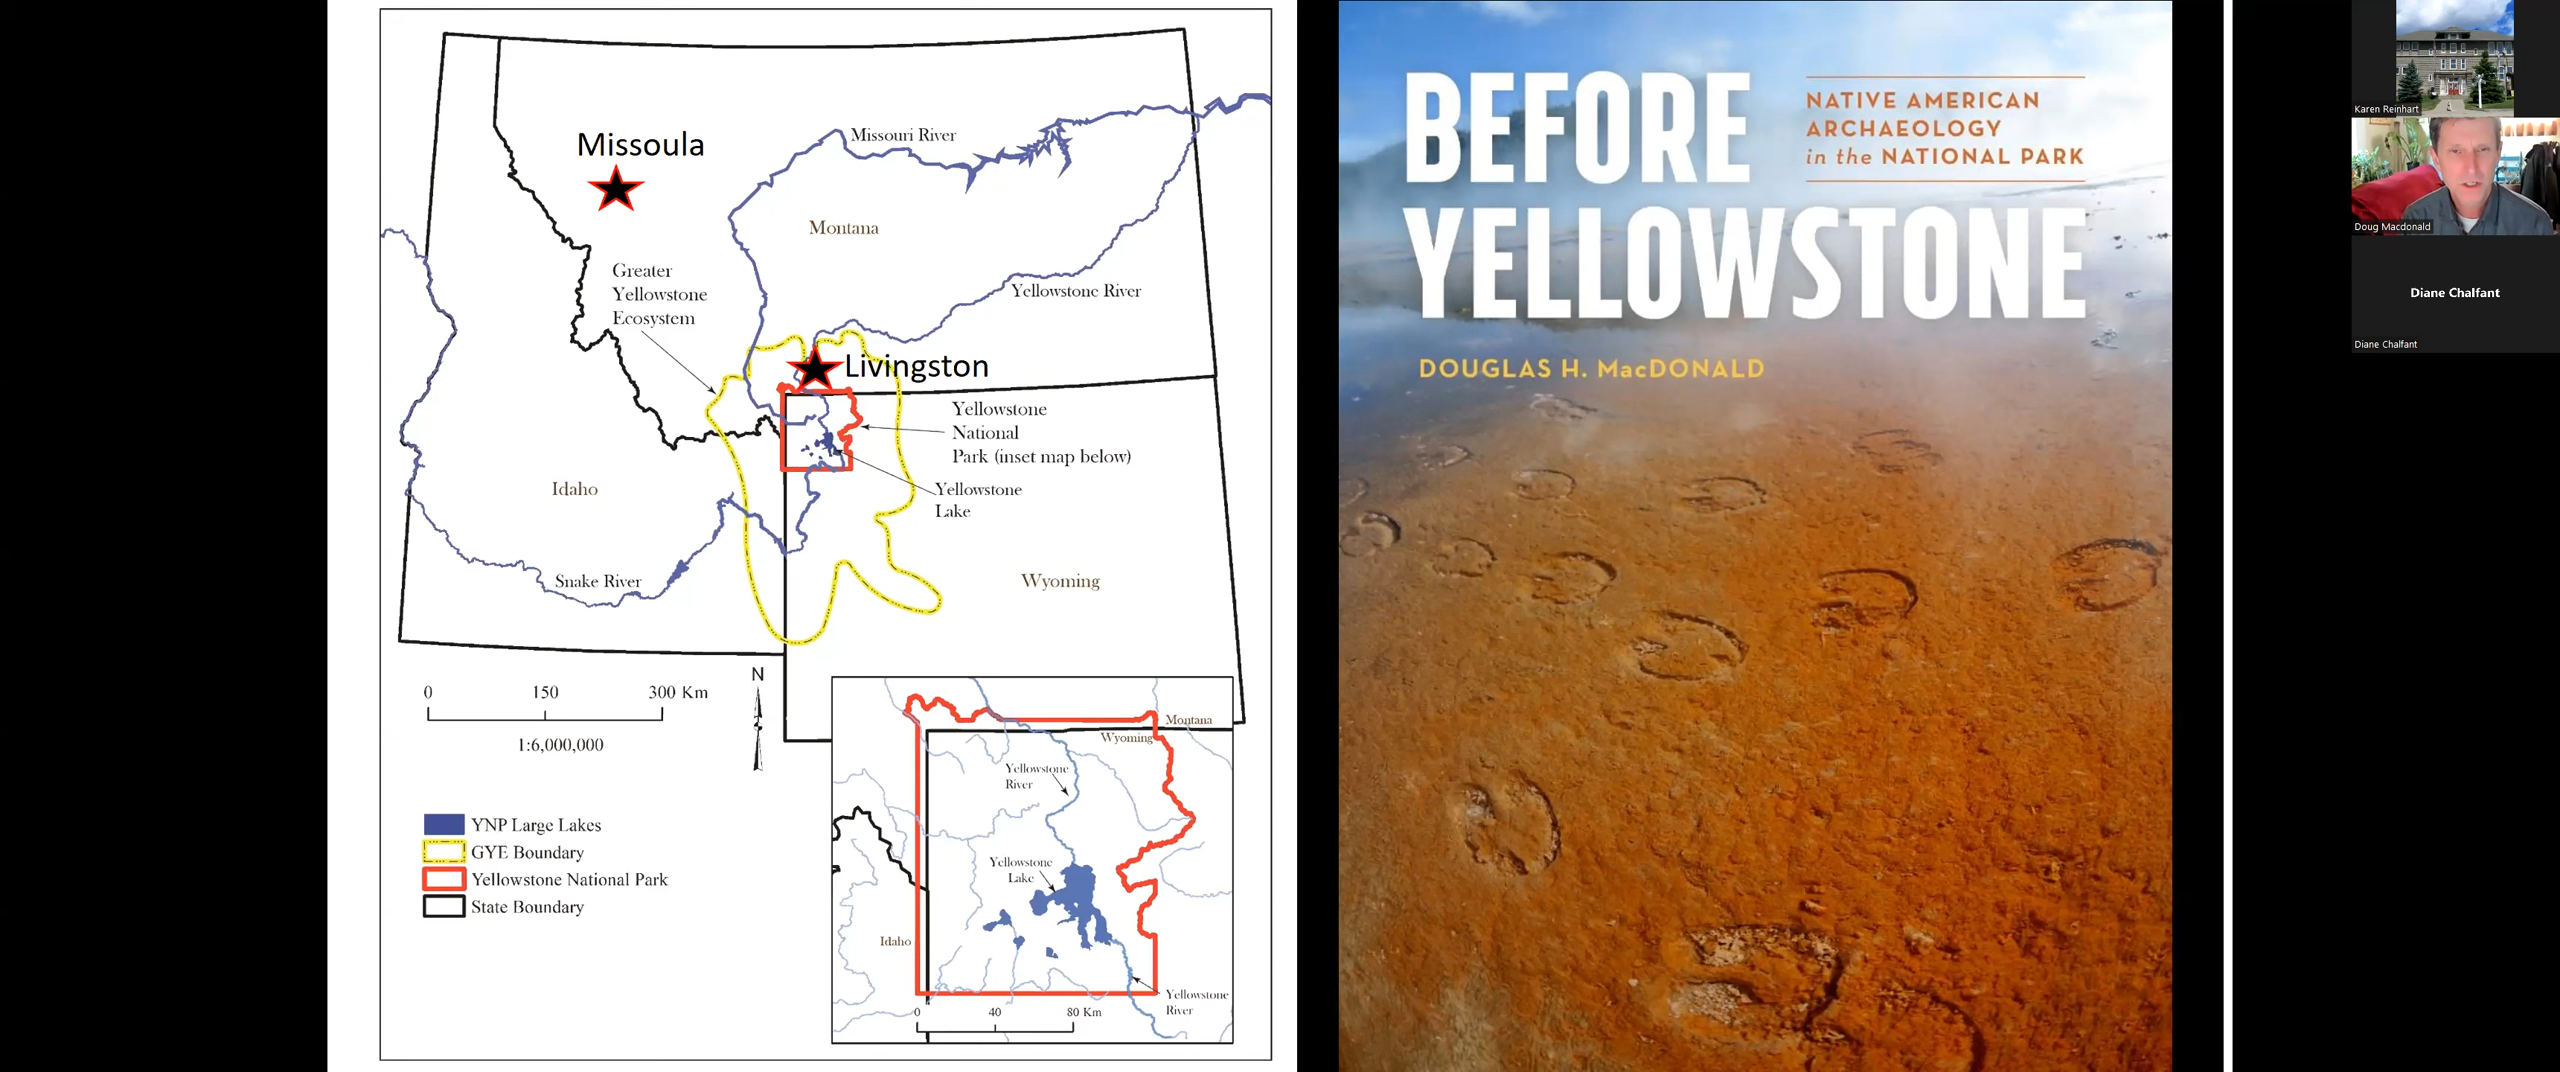 Missoula
Missouri River
Montana
Greater
Yellowstone
Ecosystem
Yellowstone River
Livingston
Yellowstone
National
Park (inset map below)
Yellowstone
Lake
Idaho
Snake River
Wyoming
0 150 300 Km
1:6,000,000
N
YNP Large Lakes
GYE Boundary
Yellowstone National Park
State Boundary
Montana
Wyoming
Yellowstone
River
Yellowstone
Lake
Idaho
Yellowstone
River
0 40 80 Km
BEFORE
YELLOWSTONE
NATIVE AMERICAN
ARCHAEOLOGY
in the NATIONAL PARK
DOUGLAS H. MacDONALD
Karen Reinhart
Doug Macdonald
Diane Chalfant
Diane Chalfant